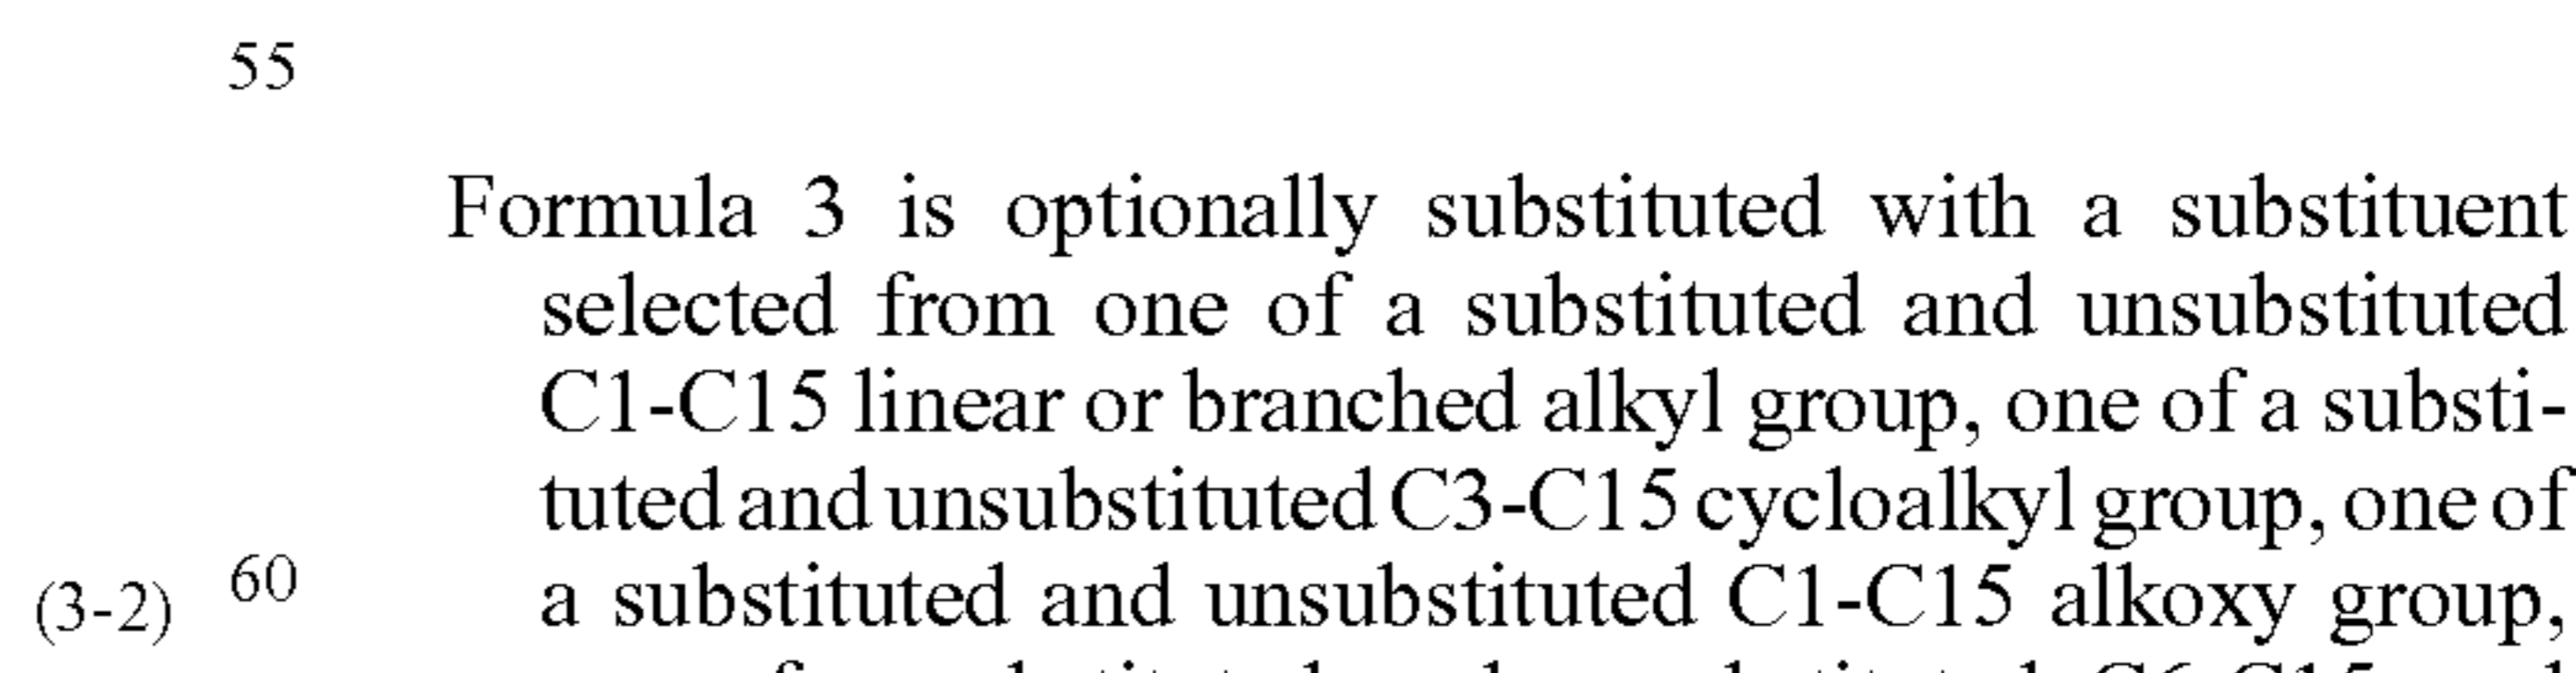 55
Formula 3 is optionally substituted with a substituent
selected from one of a substituted and unsubstituted
C1-C15 linear or branched alkyl group, one of a substi-
tuted and unsubstituted C3-C15 cycloalkyl group, one of
(3-2) 60 a substituted and unsubstituted C1-C15 alkoxy group,